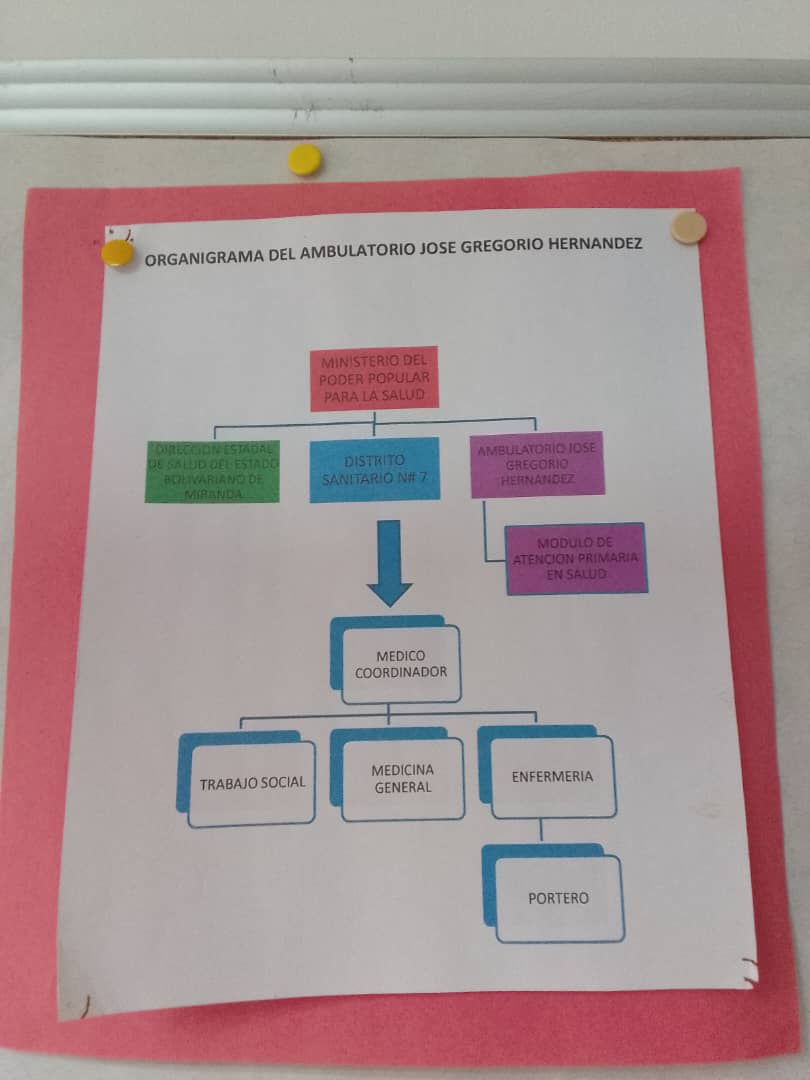 ORGANIGRAMA DEL AMBULATORIO JOSE GREGORIO HERNANDEZ
MINISTERIO DEL
PODER POPULAR
PARA LA SALUD
DIRECCION ESTADAL
DE SALUD DEL ESTADO
BOLIVARIANO DE
MIRANDA
DISTRITO
SANITARIO N# 7
AMBULATORIO JOSE
GREGORIO
HERNANDEZ
MODULO DE
ATENCION PRIMARIA
EN SALUD
MEDICO
COORDINADOR
TRABAJO SOCIAL
MEDICINA
GENERAL
ENFERMERIA
PORTERO